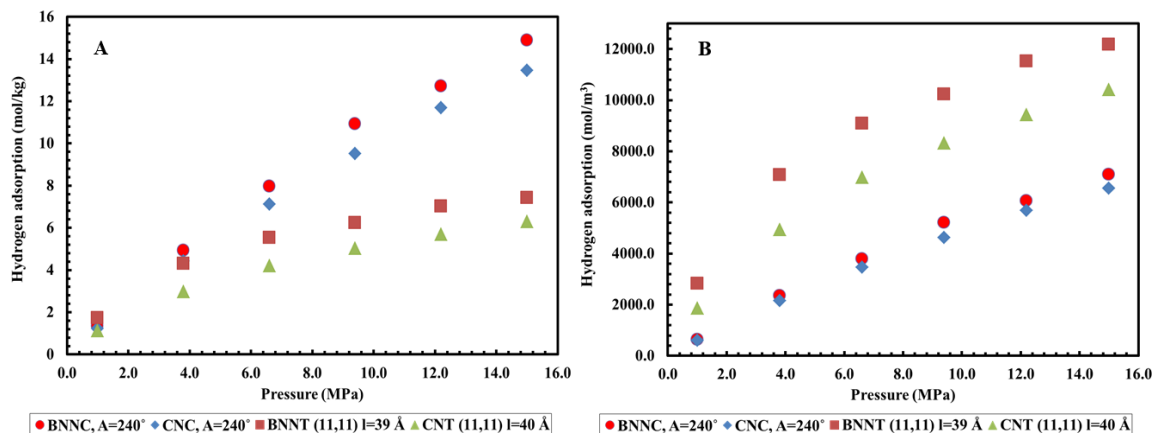 A
Hydrogen adsorption (mol/kg)
16
14
12
10
8
6
4
2
0
0.0 2.0 4.0 6.0 8.0 10.0 12.0 14.0 16.0
Pressure (MPa)
BNNC, A=240° CNC, A=240° BNNT (11,11) l=39 Å CNT (11,11) l=40 Å
B
Hydrogen adsorption (mol/m³)
12000.0
10000.0
8000.0
6000.0
4000.0
2000.0
0.0
0.0 2.0 4.0 6.0 8.0 10.0 12.0 14.0 16.0
Pressure (MPa)
BNNC, A=240° CNC, A=240° BNNT (11,11) l=39 Å CNT (11,11) l=40 Å